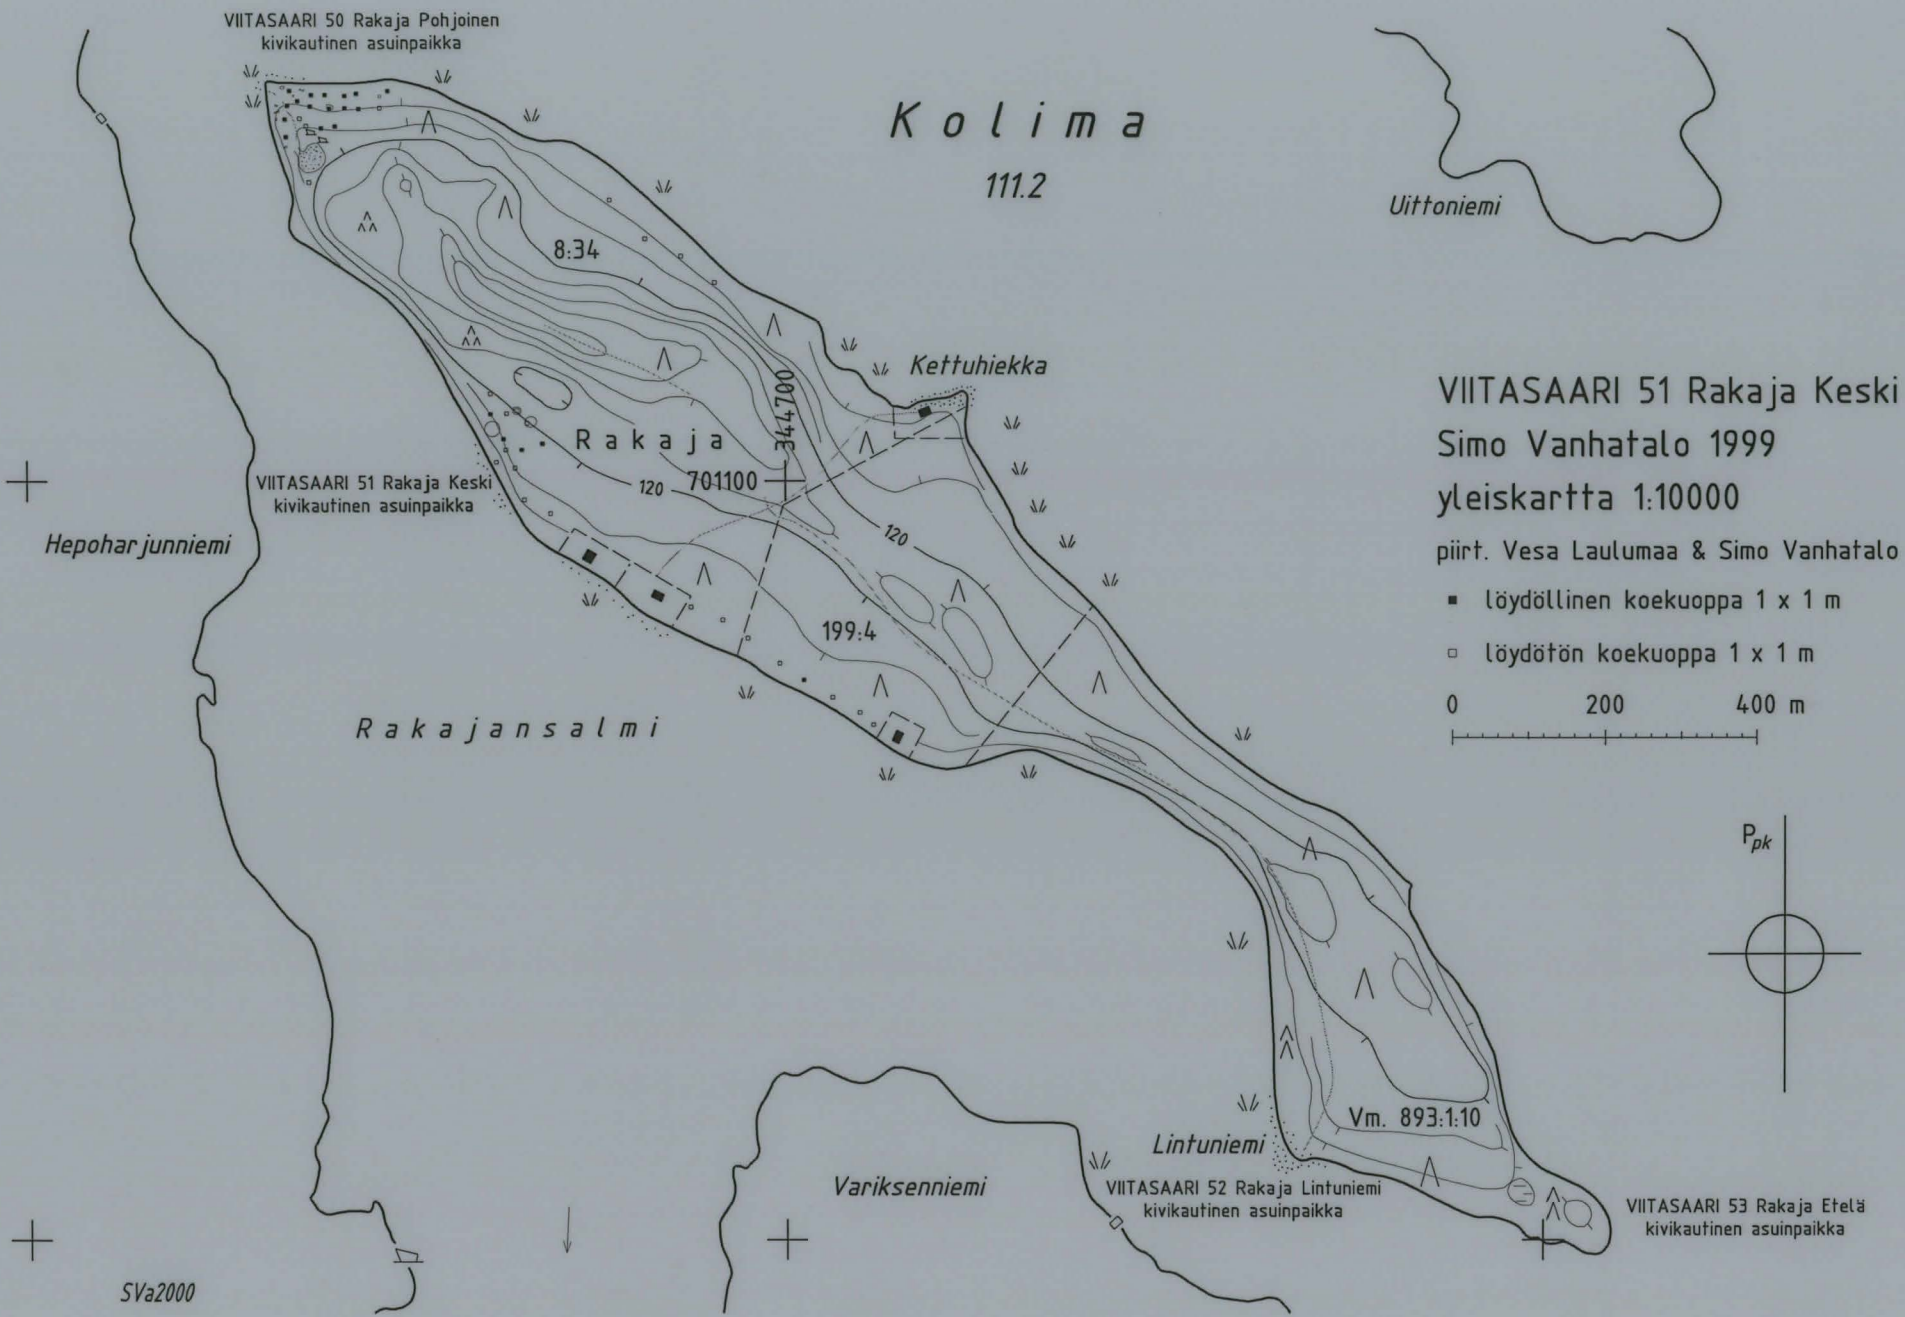 VIITASAARI 50 Rakaja Pohjoinen
kivikautinen asuinpaikka
Kolima
111.2
Uittoniemi
8:34
Kettuhiekka
344700
Rakaja
701100
120
120
VIITASAARI 51 Rakaja Keski
kivikautinen asuinpaikka
Hepoharjunniemi
199:4
Rakajansalmi
VIITASAARI 51 Rakaja Keski
Simo Vanhatalo 1999
yleiskartta 1:10000
piirt. Vesa Laulumaa & Simo Vanhatalo
löydöllinen koekuoppa 1 x 1 m
löydötön koekuoppa 1 x 1 m
0 200 400 m
Ppk
Vm. 893:1:10
Lintuniemi
Variksenniemi
VIITASAARI 52 Rakaja Lintuniemi
kivikautinen asuinpaikka
VIITASAARI 53 Rakaja Etelä
kivikautinen asuinpaikka
SVa2000